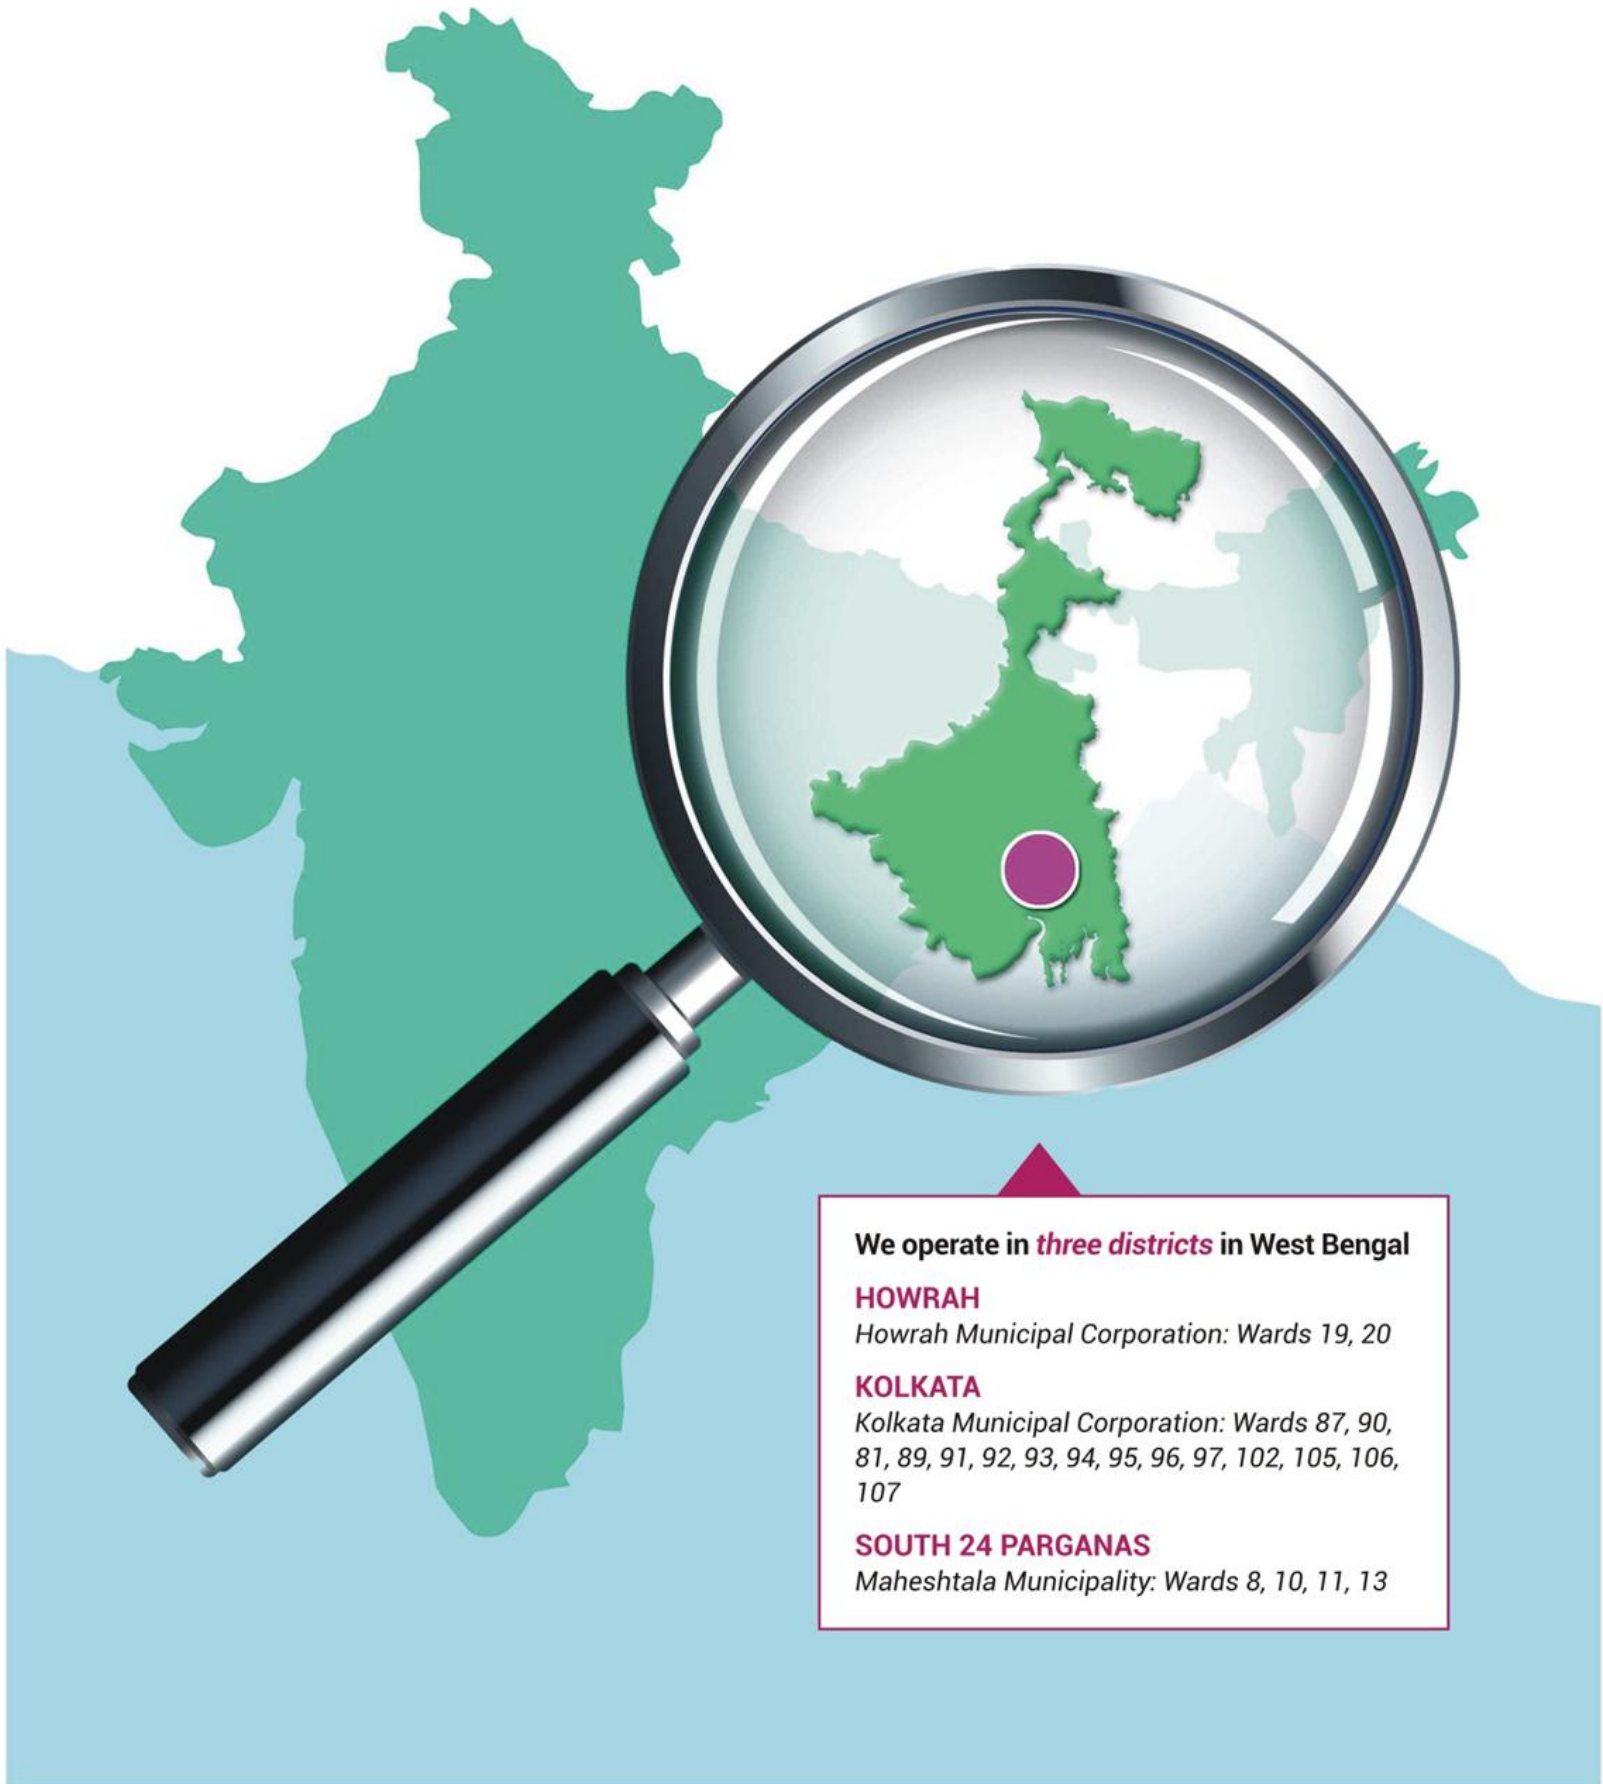 We operate in three districts in West Bengal
HOWRAH
Howrah Municipal Corporation: Wards 19, 20
KOLKATA
Kolkata Municipal Corporation: Wards 87, 90,
81, 89, 91, 92, 93, 94, 95, 96, 97, 102, 105, 106,
107
SOUTH 24 PARGANAS
Maheshtala Municipality: Wards 8, 10, 11, 13